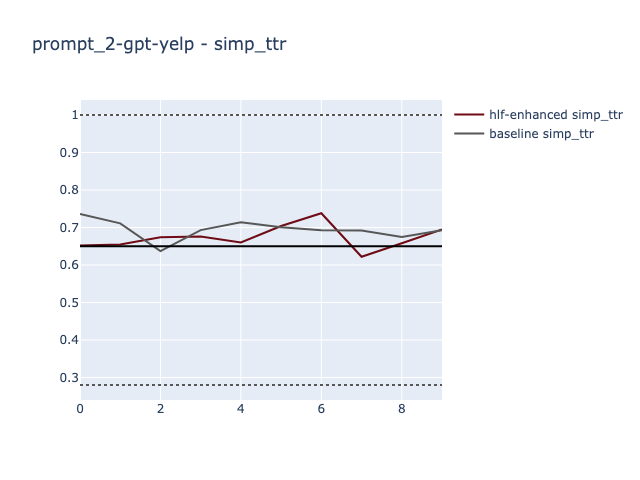 prompt_2-gpt-yelp - simp_ttr
hlf-enhanced simp_ttr
baseline simp_ttr
1
0.9
0.8
0.7
0.6
0.5
0.4
0.3
0 2 4 6 8